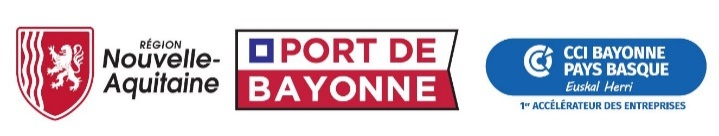 RÉGION
Nouvelle-
Aquitaine
PORT DE
BAYONNE
CCI BAYONNE
PAYS BASQUE
Euskal Herri
1er ACCÉLÉRATEUR DES ENTREPRISES